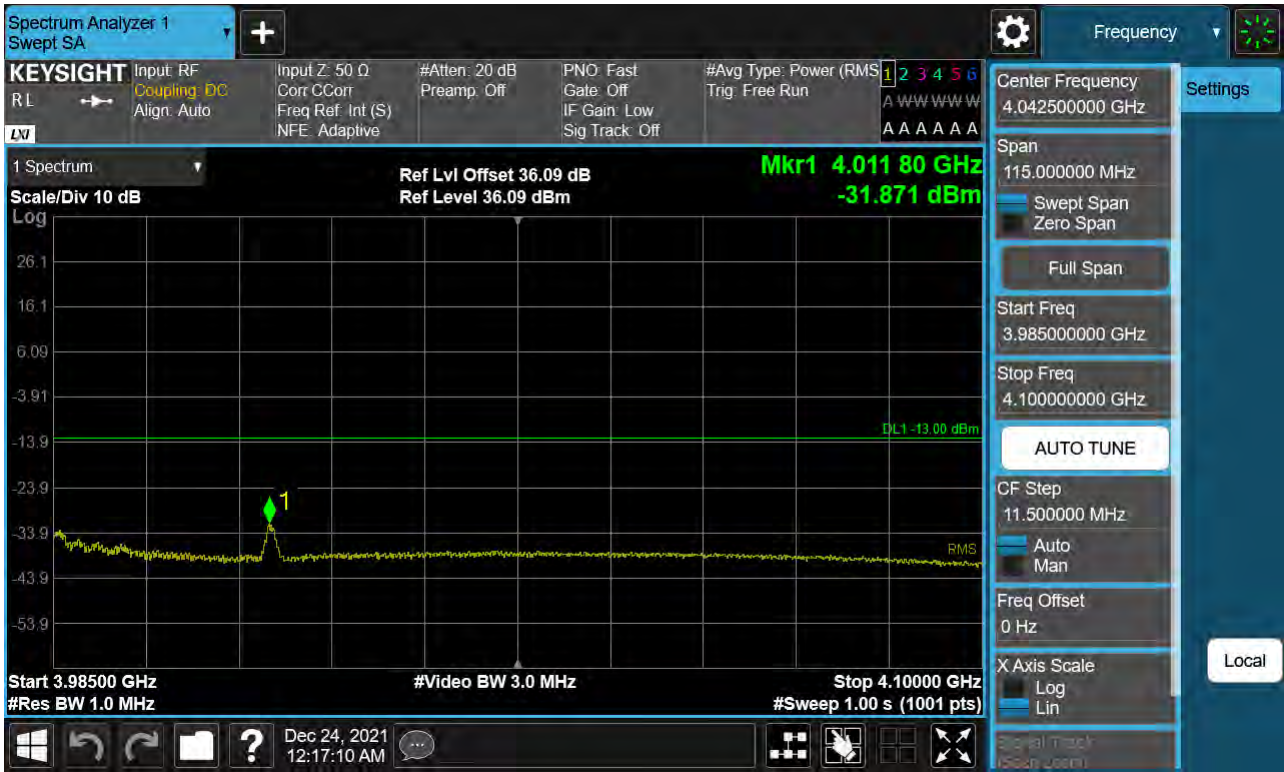 Spectrum Analyzer 1
Swept SA
Frequency
KEYSIGHT
RL
LXI
Input: RF
Coupling: DC
Align: Auto
Input Z: 50 Ω
Corr CCorr
Freq Ref: Int (S)
NFE: Adaptive
#Atten: 20 dB
Preamp: Off
PNO: Fast
Gate: Off
IF Gain: Low
Sig Track: Off
#Avg Type: Power (RMS
Trig: Free Run
1 2 3 4 5 6
A W W W W W
A A A A A A
1 Spectrum
Scale/Div 10 dB
Log
Ref Lvl Offset 36.09 dB
Ref Level 36.09 dBm
Mkr1 4.011 80 GHz
-31.871 dBm
26.1
16.1
6.09
-3.91
-13.9
-23.9
-33.9
-43.9
-53.9
DL1 -13.00 dBm
1
RMS
Start 3.98500 GHz
#Res BW 1.0 MHz
#Video BW 3.0 MHz
Stop 4.10000 GHz
#Sweep 1.00 s (1001 pts)
Center Frequency
4.042500000 GHz
Settings
Span
115.000000 MHz
Swept Span
Zero Span
Full Span
Start Freq
3.985000000 GHz
Stop Freq
4.100000000 GHz
AUTO TUNE
CF Step
11.500000 MHz
Auto
Man
Freq Offset
0 Hz
X Axis Scale
Log
Lin
Signal Track
(Span Zoom)
Local
?
Dec 24, 2021
12:17:10 AM